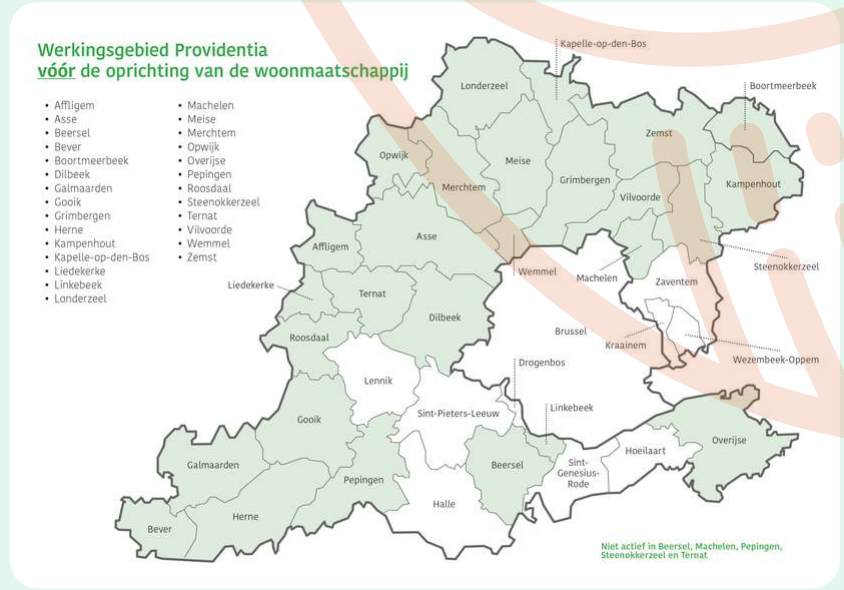 Werkingsgebied Providentia
vóór de oprichting van de woonmaatschappij
• Affligem
• Asse
• Beersel
• Bever
• Boortmeerbeek
• Dilbeek
• Galmaarden
• Gooik
• Grimbergen
• Herne
• Kampenhout
• Kapelle-op-den-Bos
• Liedekerke
• Linkebeek
• Londerzeel
• Machelen
• Meise
• Merchtem
• Opwijk
• Overijse
• Pepingen
• Roosdaal
• Steenokkerzeel
• Ternat
• Vilvoorde
• Wemmel
• Zemst
Kapelle-op-den-Bos
Londerzeel
Boortmeerbeek
Zemst
Opwijk
Meise
Merchtem
Grimbergen
Kampenhout
Vilvoorde
Asse
Affligem
Steenokkerzeel
Wemmel
Machelen
Zaventem
Liedekerke
Ternat
Dilbeek
Brussel
Roosdaal
Kraainem
Wezembeek-Oppem
Drogenbos
Lennik
Linkebeek
Sint-Pieters-Leeuw
Gooik
Overijse
Hoeilaart
Galmaarden
Beersel
Sint-
Genesius-
Rode
Pepingen
Halle
Herne
Bever
Niet actief in Beersel, Machelen, Pepingen,
Steenokkerzeel en Ternat